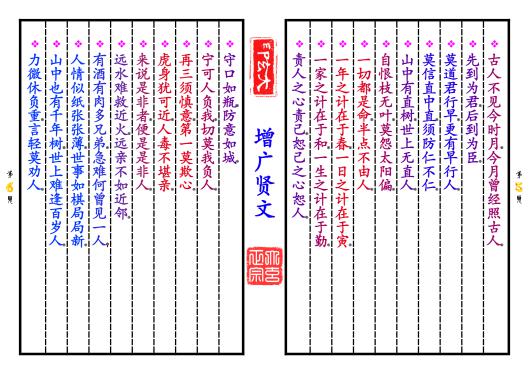 第5页
古人不见今时月,今月曾经照古人。
先到为君,后到为臣。
莫道君行早,更有早行人。
莫信直中直,须防仁不仁。
山中有直树,世上无直人。
自恨枝无叶,莫怨太阳偏。
一切都是命,半点不由人。
一年之计在于春,一日之计在于寅。
一家之计在于和,一生之计在于勤。
责人之心责己,恕己之心恕人。
增广贤文
守口如瓶,防意如城。
宁可人负我,切莫我负人。
再三须慎意,第一莫欺心。
虎身犹可近,人毒不堪亲。
来说是非者,便是是非人。
远水难救近火,远亲不如近邻。
有酒有肉多兄弟,急难何曾见一人。
人情似纸张张薄,世事如棋局局新。
山中也有千年树,世上难逢百岁人。
力微休负重,言轻莫劝人。
第6页